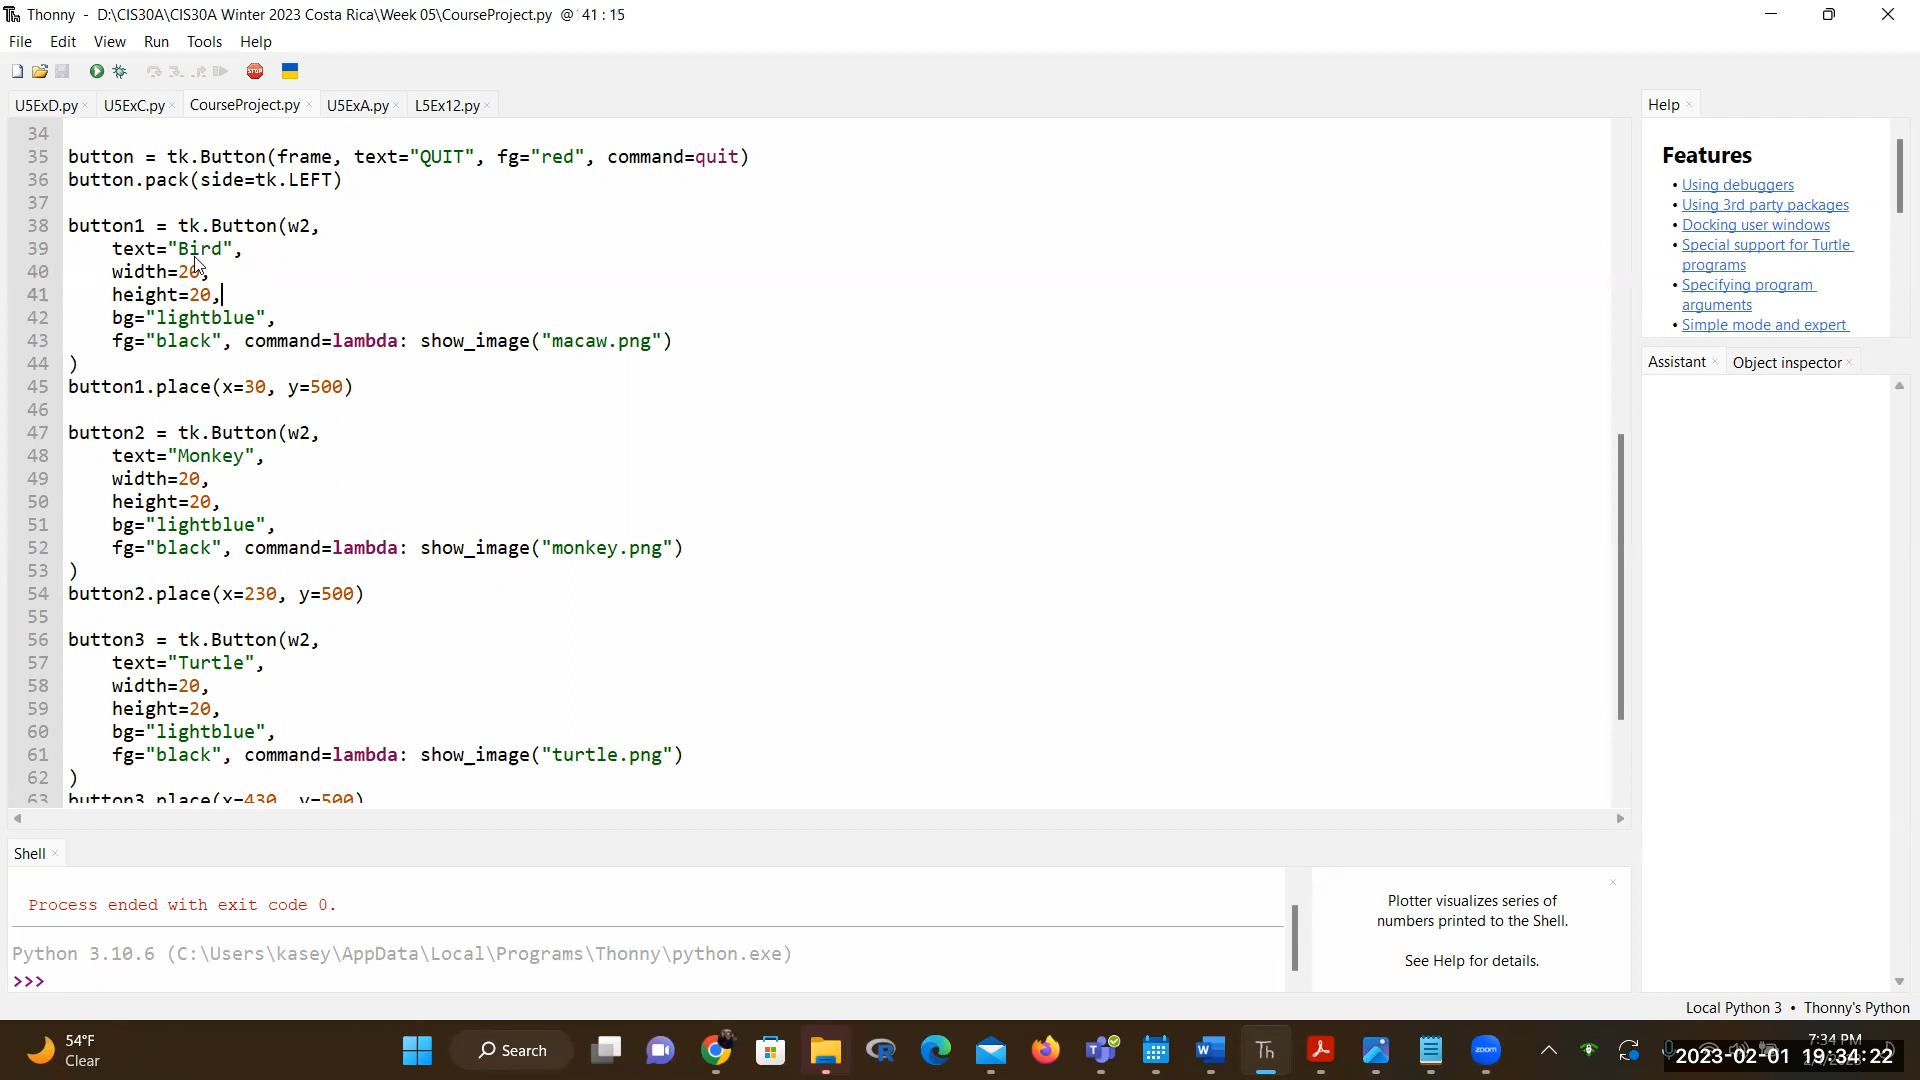 Thonny - D:\CIS30A\CIS30A Winter 2023 Costa Rica\Week 05\CourseProject.py @ 41 : 15
File Edit View Run Tools Help
STOP
U5ExD.py U5ExC.py CourseProject.py U5ExA.py L5Ex12.py
34
35 button = tk.Button(frame, text="QUIT", fg="red", command=quit)
36 button.pack(side=tk.LEFT)
37
38 button1 = tk.Button(w2,
39 text="Bird",
40 width=20,
41 height=20,
42 bg="lightblue",
43 fg="black", command=lambda: show_image("macaw.png")
44 )
45 button1.place(x=30, y=500)
46
47 button2 = tk.Button(w2,
48 text="Monkey",
49 width=20,
50 height=20,
51 bg="lightblue",
52 fg="black", command=lambda: show_image("monkey.png")
53 )
54 button2.place(x=230, y=500)
55
56 button3 = tk.Button(w2,
57 text="Turtle",
58 width=20,
59 height=20,
60 bg="lightblue",
61 fg="black", command=lambda: show_image("turtle.png")
62 )
63 button3.place(x=430, y=500)
Help
Features
• Using debuggers
• Using 3rd party packages
• Docking user windows
• Special support for Turtle
programs
• Specifying program
arguments
• Simple mode and expert
Assistant Object inspector
Shell
Process ended with exit code 0.
Python 3.10.6 (C:\Users\kasey\AppData\Local\Programs\Thonny\python.exe)
>>>
Plotter visualizes series of
numbers printed to the Shell.
See Help for details.
Local Python 3 • Thonny's Python
54°F
Clear
Search
zoom
7:34 PM
2023-02-01 19:34:22